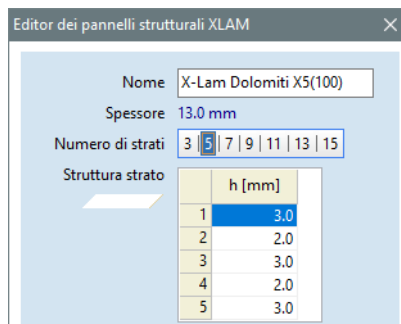 Editor dei pannelli strutturali XLAM
Nome X-Lam Dolomiti X5(100)
Spessore 13.0 mm
Numero di strati 3 | 5 | 7 | 9 | 11 | 13 | 15
Struttura strato
h [mm]
1 3.0
2 2.0
3 3.0
4 2.0
5 3.0